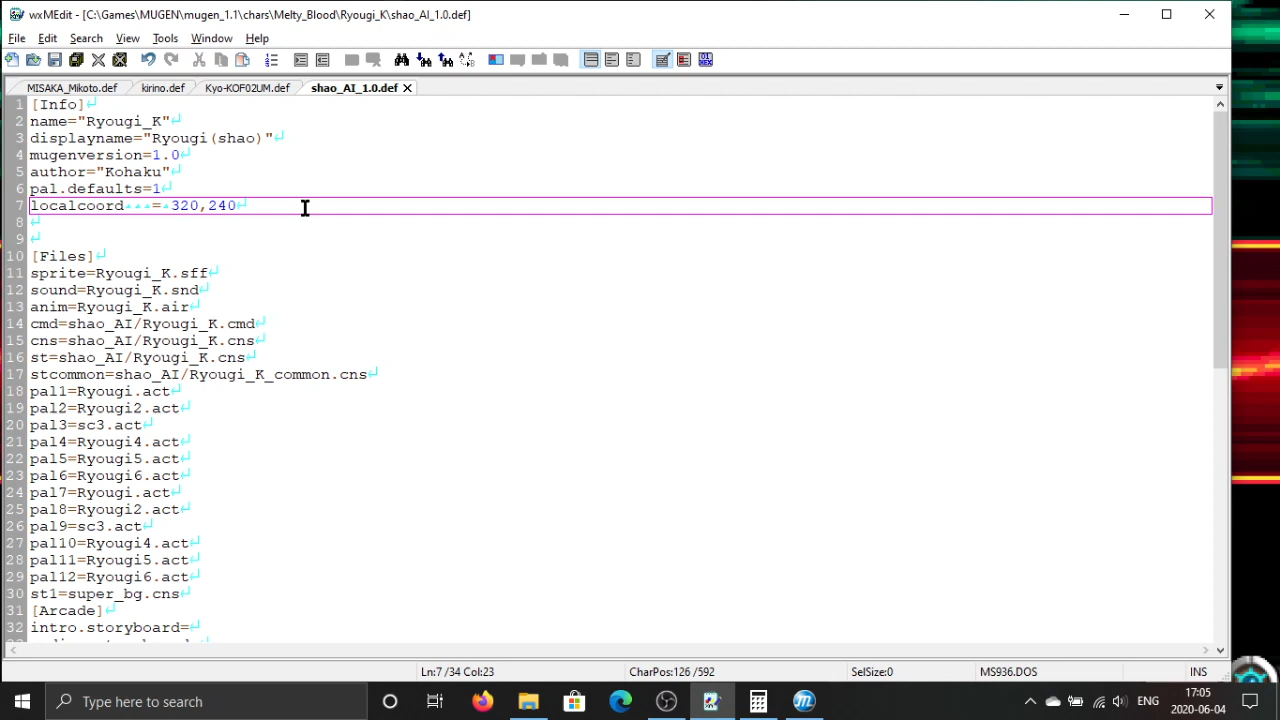 wxMEdit - [C:\Games\MUGEN\mugen_1.1\chars\Melty_Blood\Ryougi_K\shao_AI_1.0.def]
File Edit Search View Tools Window Help
MISAKA_Mikoto.def kirino.def Kyo-KOF02UM.def shao_AI_1.0.def
1 [Info]
2 name="Ryougi_K"
3 displayname="Ryougi(shao)"
4 mugenversion=1.0
5 author="Kohaku"
6 pal.defaults=1
7 localcoord = 320,240
8
9
10 [Files]
11 sprite=Ryougi_K.sff
12 sound=Ryougi_K.snd
13 anim=Ryougi_K.air
14 cmd=shao_AI/Ryougi_K.cmd
15 cns=shao_AI/Ryougi_K.cns
16 st=shao_AI/Ryougi_K.cns
17 stcommon=shao_AI/Ryougi_K_common.cns
18 pal1=Ryougi.act
19 pal2=Ryougi2.act
20 pal3=sc3.act
21 pal4=Ryougi4.act
22 pal5=Ryougi5.act
23 pal6=Ryougi6.act
24 pal7=Ryougi.act
25 pal8=Ryougi2.act
26 pal9=sc3.act
27 pal10=Ryougi4.act
28 pal11=Ryougi5.act
29 pal12=Ryougi6.act
30 st1=super_bg.cns
31 [Arcade]
32 intro.storyboard=
Ln:7 /34 Col:23 CharPos:126 /592 SelSize:0 MS936.DOS INS
Type here to search ENG 17:05
2020-06-04